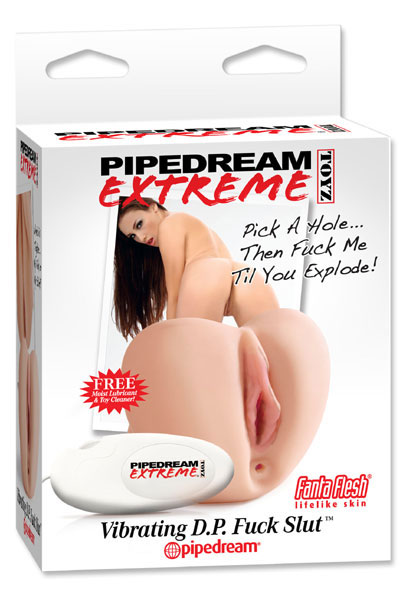 PIPEDREAM
EXTREME TOYZ
Pick A Hole...
Then Fuck Me
Til You Explode!
FREE
Moist Lubricant
& Toy Cleaner!
PIPEDREAM
EXTREME TOYZ
Fanta Flesh®
lifelike skin
Vibrating D.P. Fuck Slut™
pipedream®